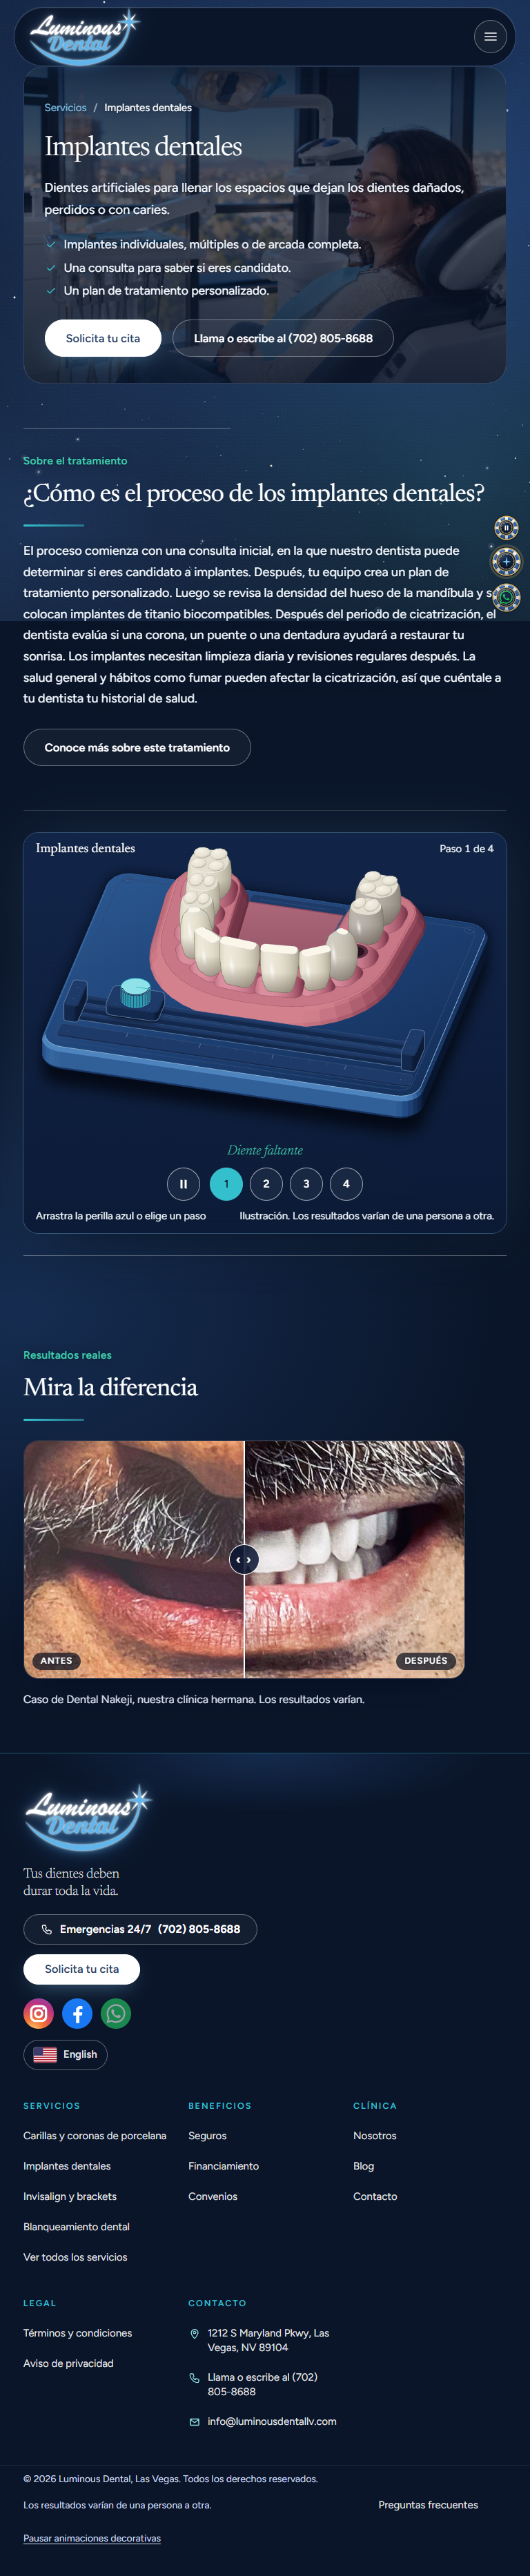 Luminous
Dental
Servicios / Implantes dentales
Implantes dentales
Dientes artificiales para llenar los espacios que dejan los dientes dañados,
perdidos o con caries.
Implantes individuales, múltiples o de arcada completa.
Una consulta para saber si eres candidato.
Un plan de tratamiento personalizado.
Solicita tu cita
Llama o escribe al (702) 805-8688
Sobre el tratamiento
¿Cómo es el proceso de los implantes dentales?
El proceso comienza con una consulta inicial, en la que nuestro dentista puede
determinar si eres candidato a implantes. Después, tu equipo crea un plan de
tratamiento personalizado. Luego se revisa la densidad del hueso de la mandíbula y s
colocan implantes de titanio biocompatibles. Después del periodo de cicatrización, el
dentista evalúa si una corona, un puente o una dentadura ayudará a restaurar tu
sonrisa. Los implantes necesitan limpieza diaria y revisiones regulares después. La
salud general y hábitos como fumar pueden afectar la cicatrización, así que cuéntale a
tu dentista tu historial de salud.
Conoce más sobre este tratamiento
Implantes dentales
Paso 1 de 4
Diente faltante
1
2
3
4
Arrastra la perilla azul o elige un paso
Ilustración. Los resultados varían de una persona a otra.
Resultados reales
Mira la diferencia
ANTES
DESPUÉS
Caso de Dental Nakeji, nuestra clínica hermana. Los resultados varían.
Luminous
Dental
Tus dientes deben
durar toda la vida.
Emergencias 24/7 (702) 805-8688
Solicita tu cita
English
SERVICIOS
Carillas y coronas de porcelana
Implantes dentales
Invisalign y brackets
Blanqueamiento dental
Ver todos los servicios
BENEFICIOS
Seguros
Financiamiento
Convenios
CLÍNICA
Nosotros
Blog
Contacto
LEGAL
Términos y condiciones
Aviso de privacidad
CONTACTO
1212 S Maryland Pkwy, Las
Vegas, NV 89104
Llama o escribe al (702)
805-8688
info@luminousdentallv.com
© 2026 Luminous Dental, Las Vegas. Todos los derechos reservados.
Los resultados varían de una persona a otra.
Preguntas frecuentes
Pausar animaciones decorativas